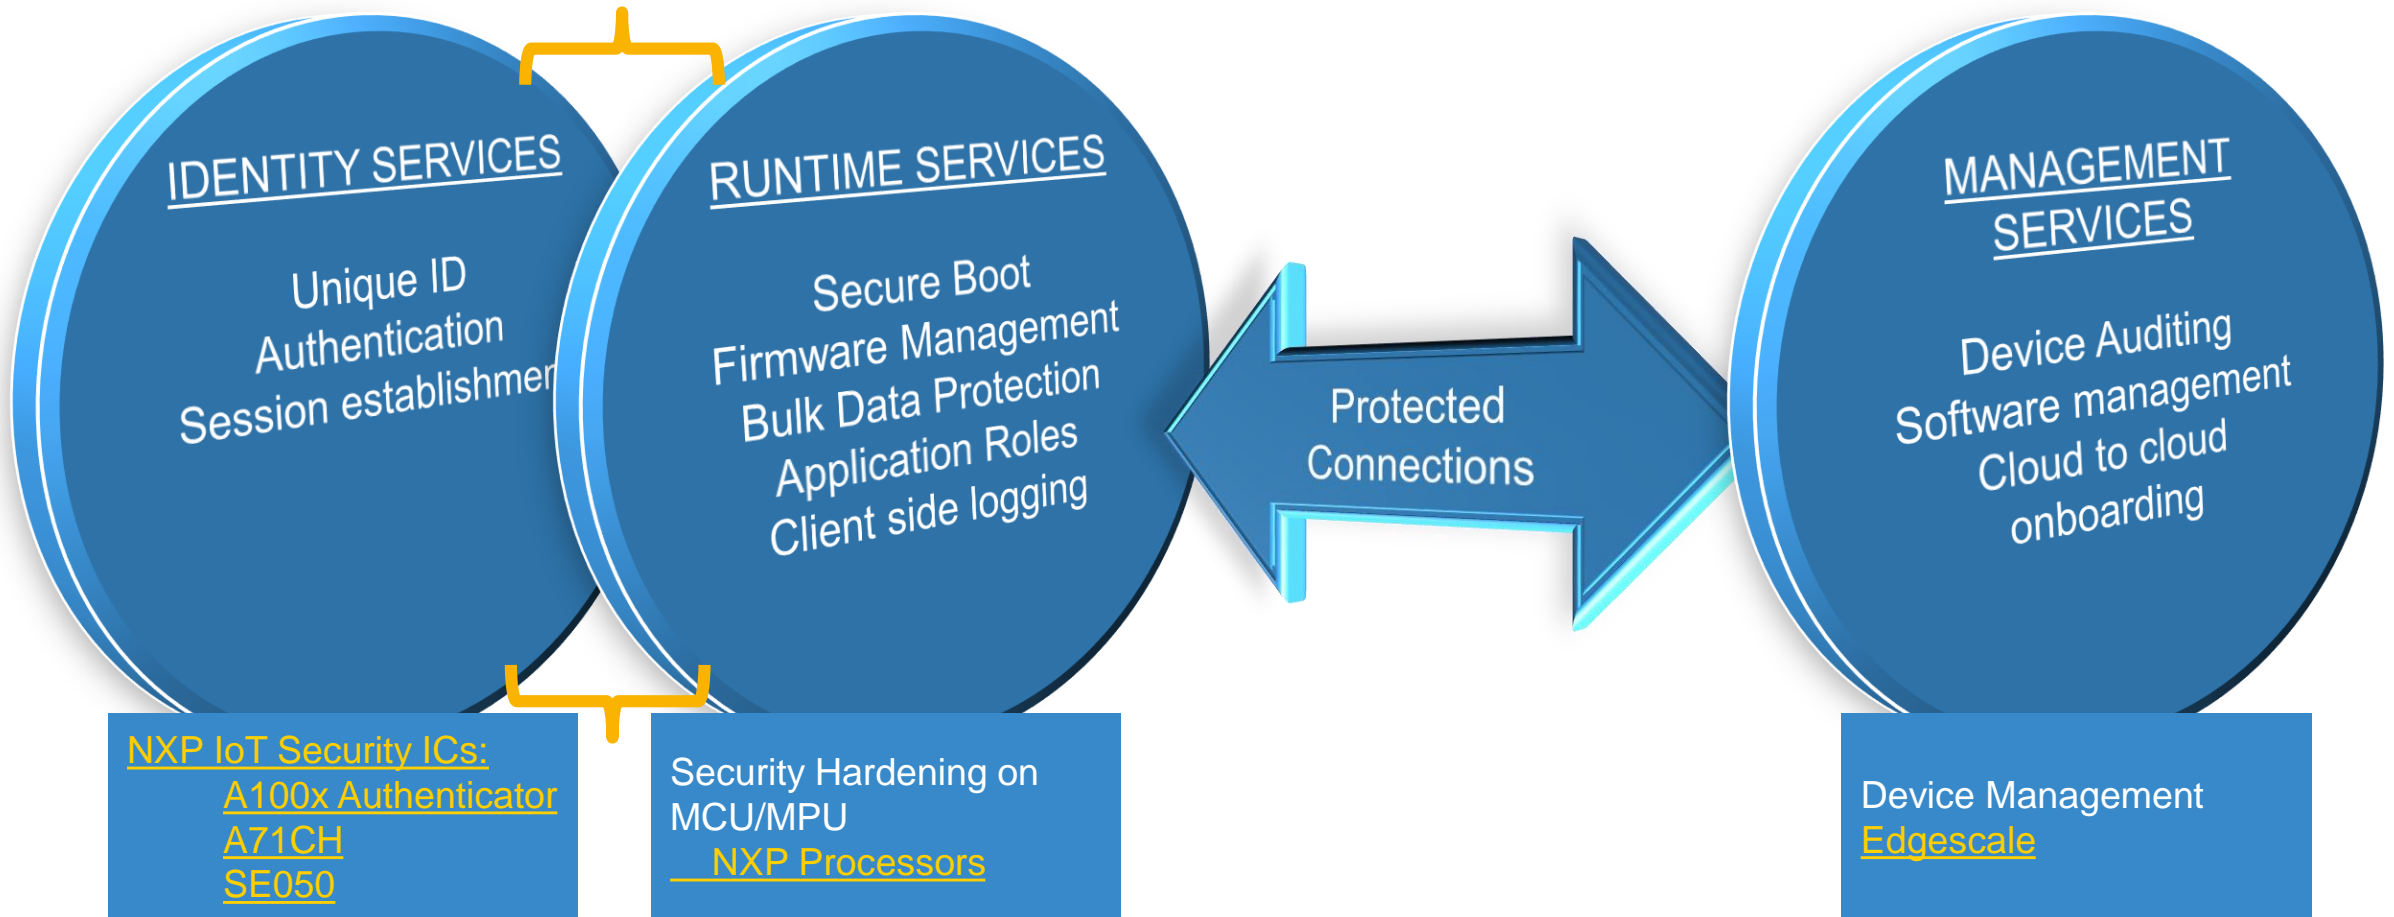 IDENTITY SERVICES
Unique ID
Authentication
Session establishmen
RUNTIME SERVICES
Secure Boot
Firmware Management
Bulk Data Protection
Application Roles
Client side logging
Protected
Connections
MANAGEMENT
SERVICES
Device Auditing
Software management
Cloud to cloud
onboarding
NXP IoT Security ICs:
A100x Authenticator
A71CH
SE050
Security Hardening on
MCU/MPU
NXP Processors
Device Management
Edgescale